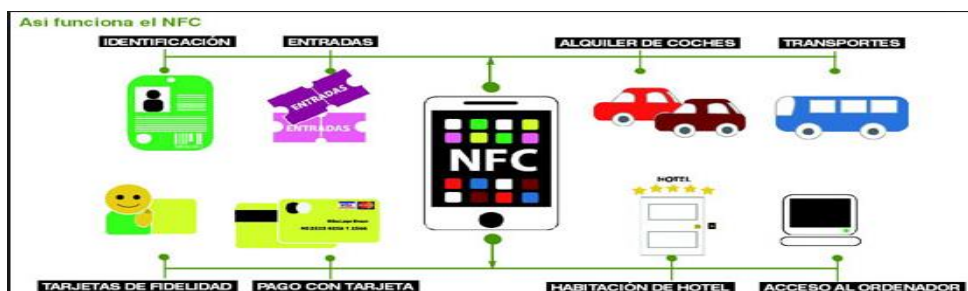 Asi funciona el NFC
IDENTIFICACIÓN
ENTRADAS
ALQUILER DE COCHES
TRANSPORTES
ENTRADAS
ENTRADAS
NFC
HOTEL
TARJETAS DE FIDELIDAD
PAGO CON TARJETA
HABITACIÓN DE HOTEL
ACCESO AL ORDENADOR